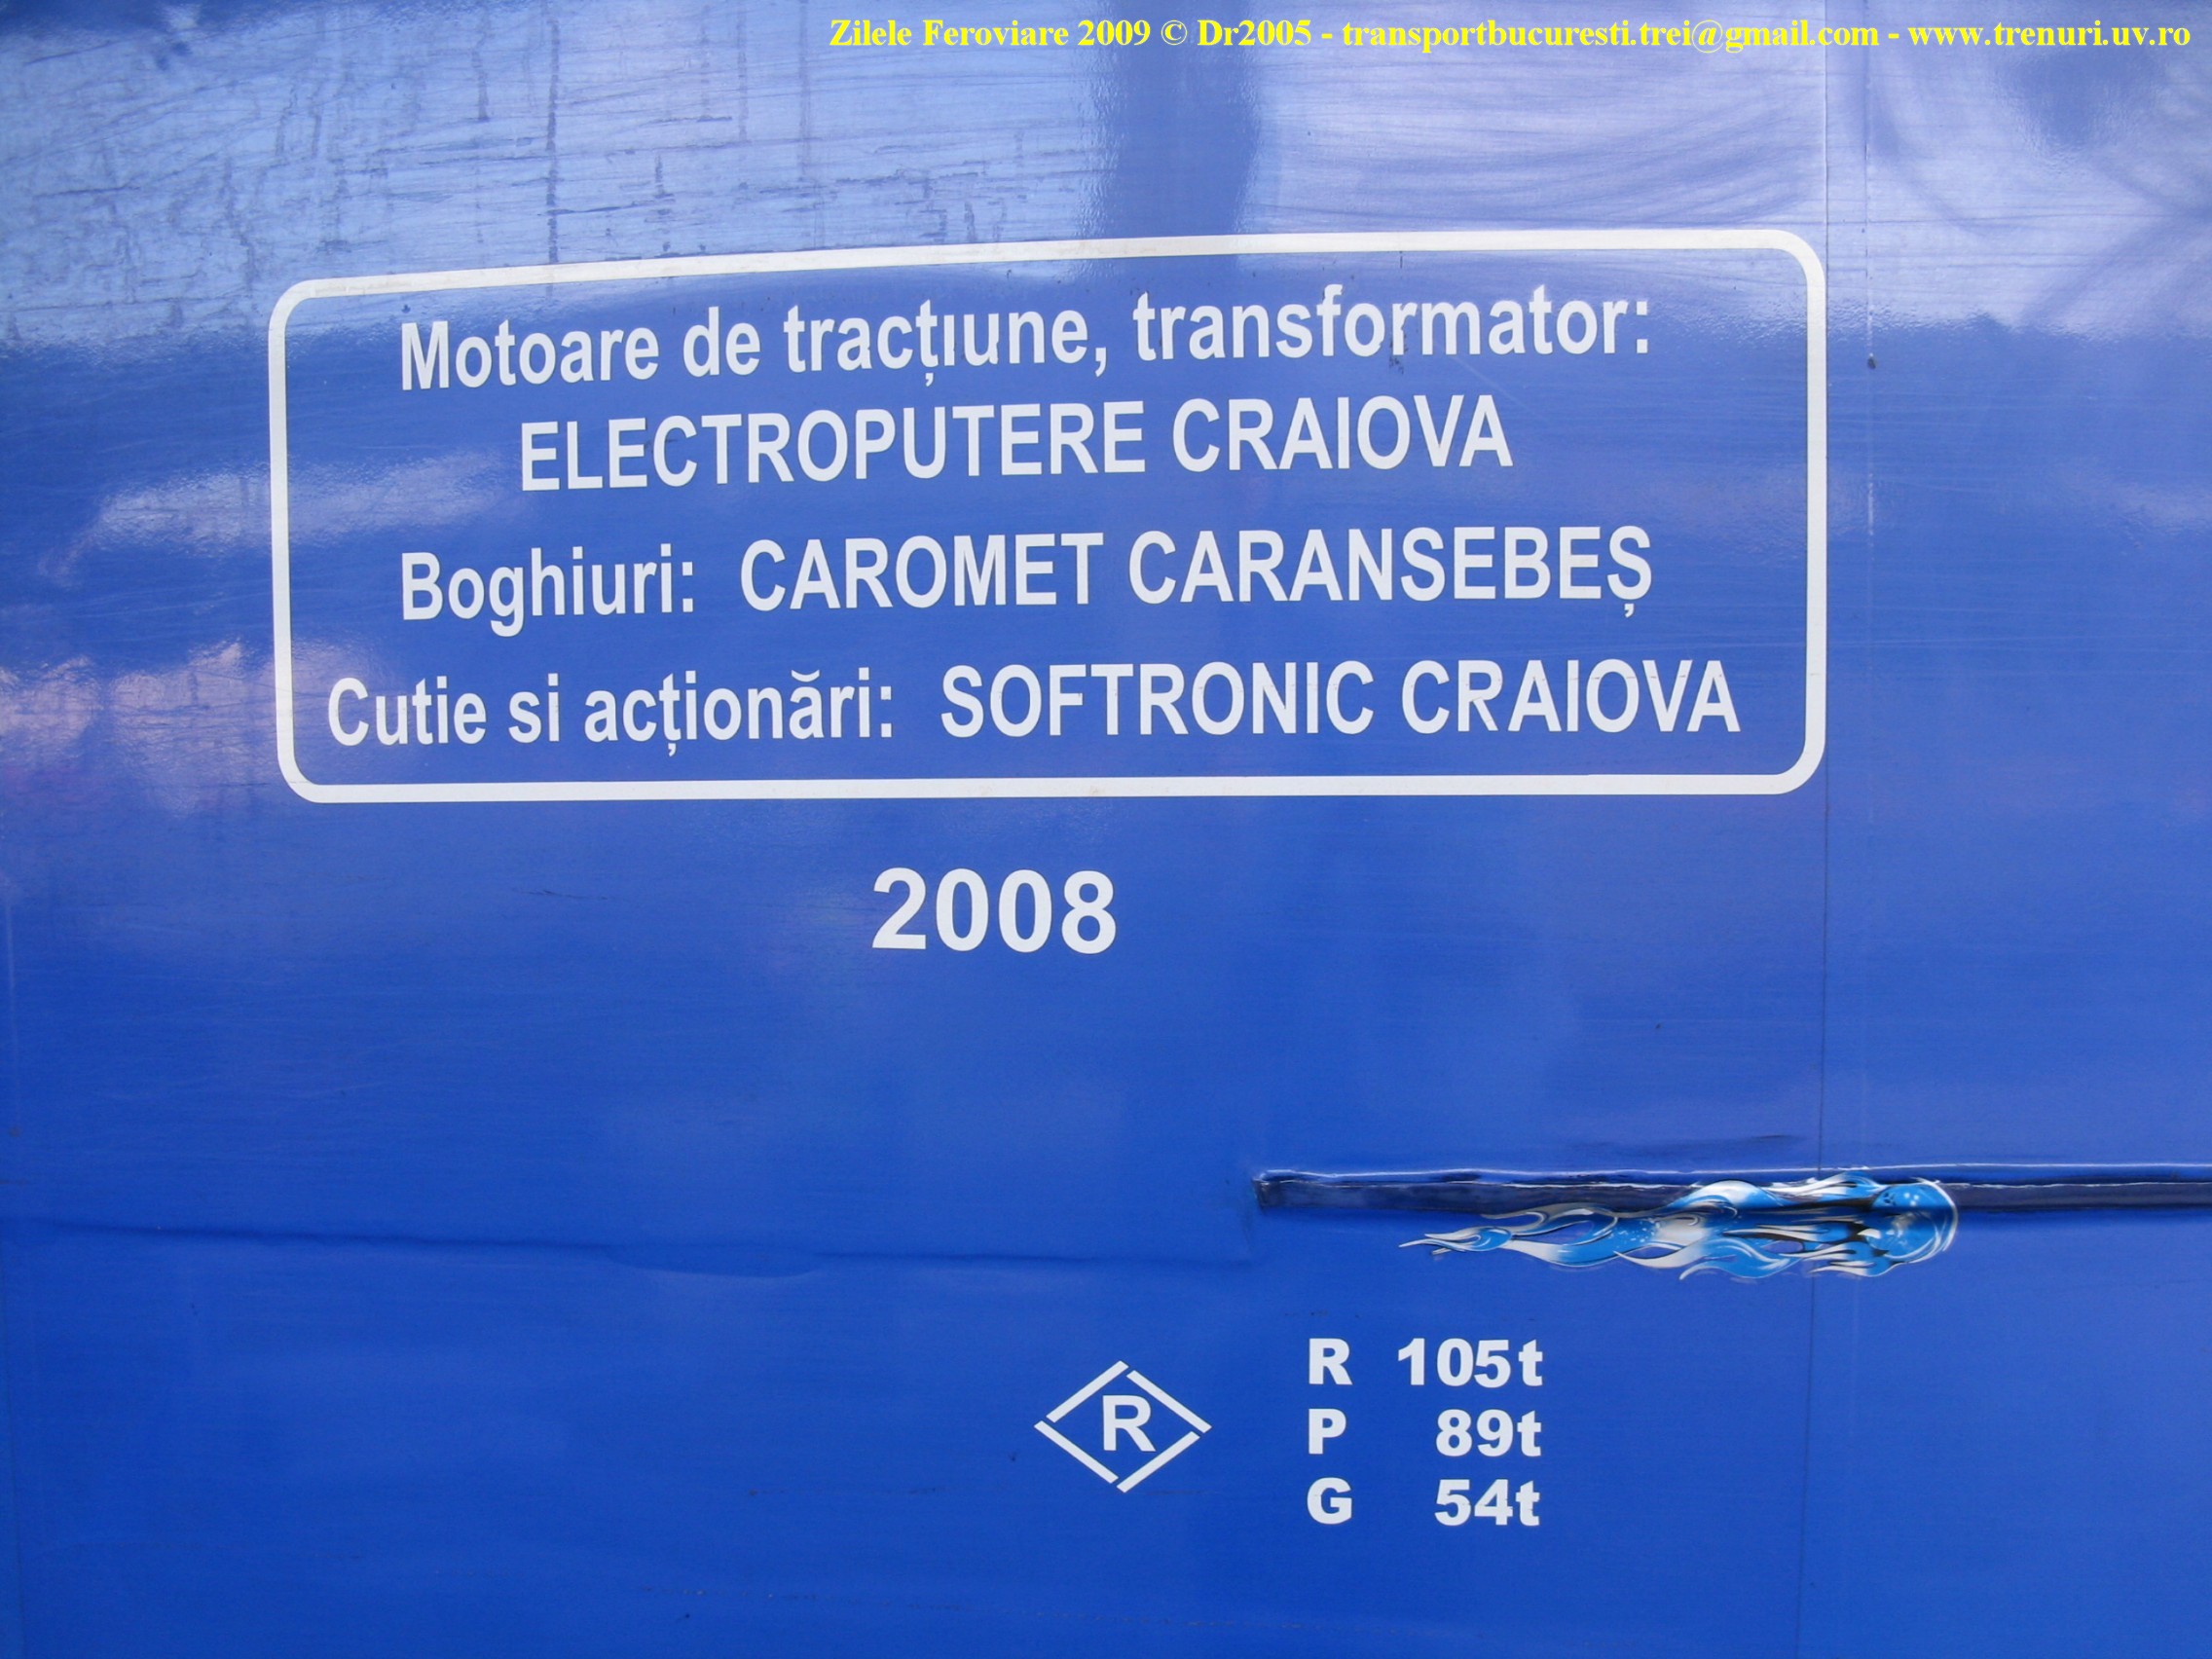 Zilele Feroviare 2009 © Dr2005 - transportbucuresti.trei@gmail.com - www.trenuri.uv.ro
Motoare de tracțiune, transformator:
ELECTROPUTERE CRAIOVA
Boghiuri: CAROMET CARANSEBEȘ
Cutie si acționări: SOFTRONIC CRAIOVA
2008
R 105t
R
P 89t
G 54t